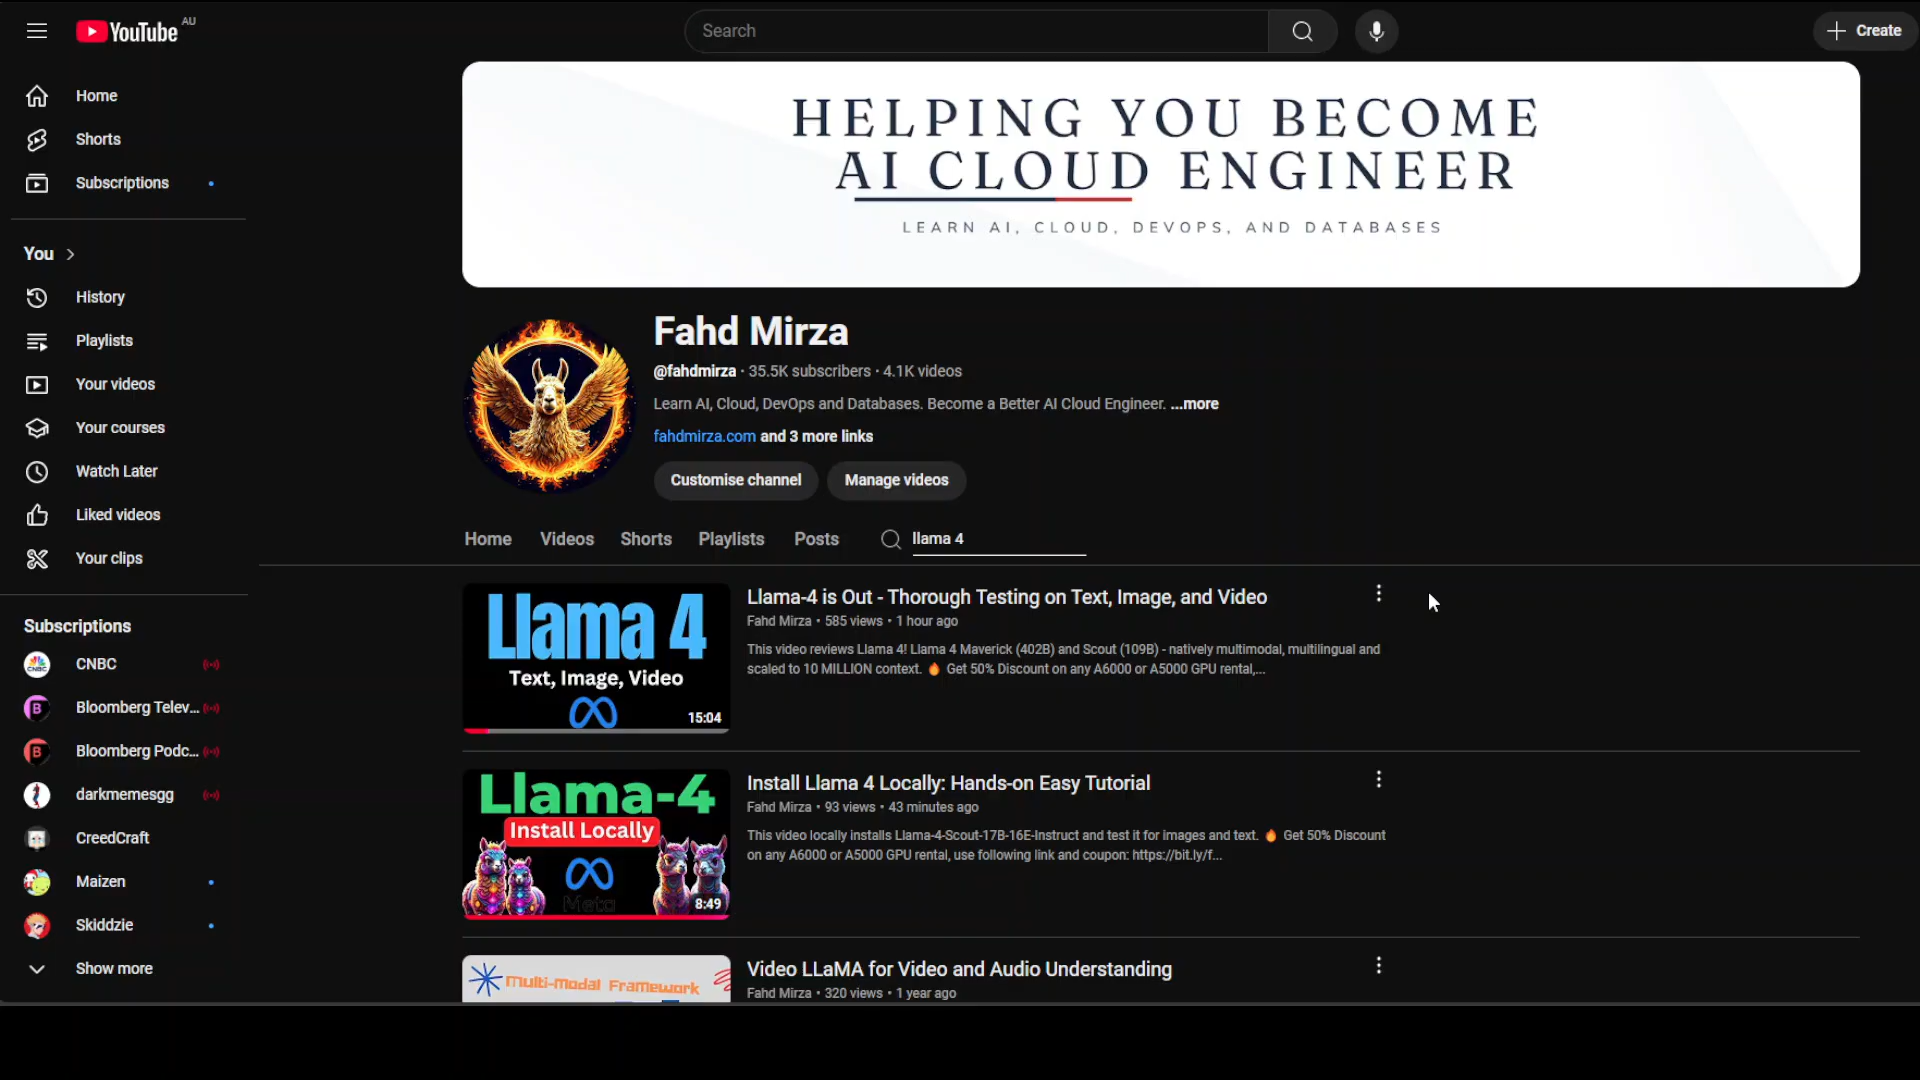 YouTube AU
Search
Create
Home
Shorts
Subscriptions
You
History
Playlists
Your videos
Your courses
Watch Later
Liked videos
Your clips
Subscriptions
CNBC
Bloomberg Telev...
Bloomberg Podc...
darkmemesgg
CreedCraft
Maizen
Skiddzie
Show more
HELPING YOU BECOME
AI CLOUD ENGINEER
LEARN AI, CLOUD, DEVOPS, AND DATABASES
Fahd Mirza
@fahdmirza · 35.5K subscribers · 4.1K videos
Learn AI, Cloud, DevOps and Databases. Become a Better AI Cloud Engineer. ...more
fahdmirza.com and 3 more links
Customise channel Manage videos
Home Videos Shorts Playlists Posts llama 4
Llama 4
Text, Image, Video
15:04
Llama-4 is Out - Thorough Testing on Text, Image, and Video
Fahd Mirza • 585 views • 1 hour ago
This video reviews Llama 4! Llama 4 Maverick (402B) and Scout (109B) - natively multimodal, multilingual and
scaled to 10 MILLION context. 🔥 Get 50% Discount on any A6000 or A5000 GPU rental,...
Llama-4
Install Locally
Meta
8:49
Install Llama 4 Locally: Hands-on Easy Tutorial
Fahd Mirza • 93 views • 43 minutes ago
This video locally installs Llama-4-Scout-17B-16E-Instruct and test it for images and text. 🔥 Get 50% Discount
on any A6000 or A5000 GPU rental, use following link and coupon: https://bit.ly/f...
Multi-Modal Framework
Video LLaMA for Video and Audio Understanding
Fahd Mirza • 320 views • 1 year ago